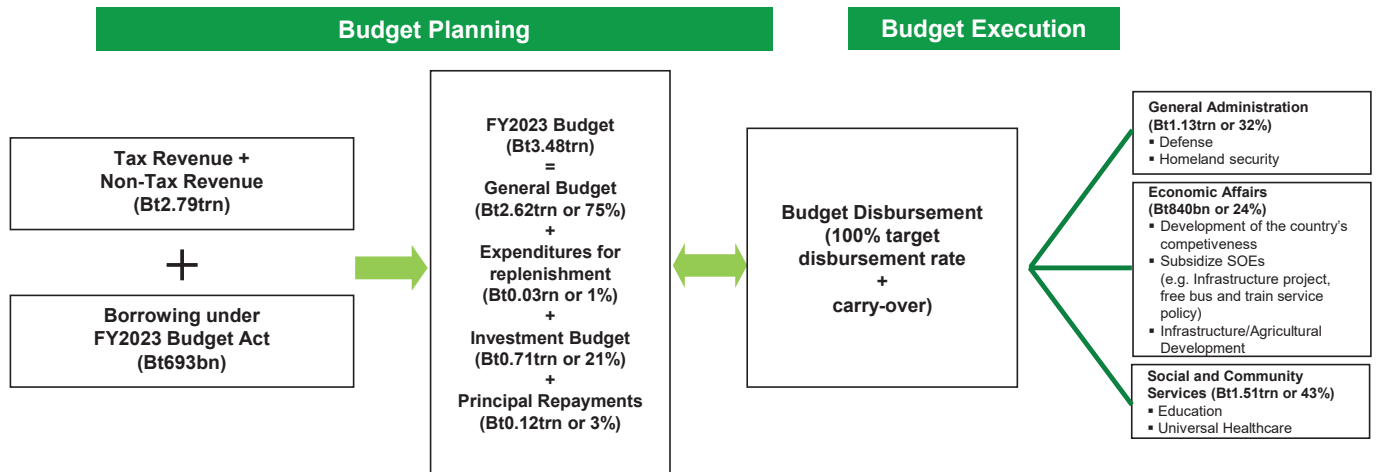 Budget Planning
Budget Execution
Tax Revenue +
Non-Tax Revenue
(Bt2.79trn)
+
Borrowing under
FY2023 Budget Act
(Bt693bn)
FY2023 Budget
(Bt3.48trn)
=
General Budget
(Bt2.62trn or 75%)
+
Expenditures for
replenishment
(Bt0.03rn or 1%)
+
Investment Budget
(Bt0.71trn or 21%)
+
Principal Repayments
(Bt0.12trn or 3%)
Budget Disbursement
(100% target
disbursement rate
+
carry-over)
General Administration
(Bt1.13trn or 32%)
▪ Defense
▪ Homeland security
Economic Affairs
(Bt840bn or 24%)
▪ Development of the country's
competiveness
▪ Subsidize SOEs
(e.g. Infrastructure project,
free bus and train service
policy)
▪ Infrastructure/Agricultural
Development
Social and Community
Services (Bt1.51trn or 43%)
▪ Education
▪ Universal Healthcare